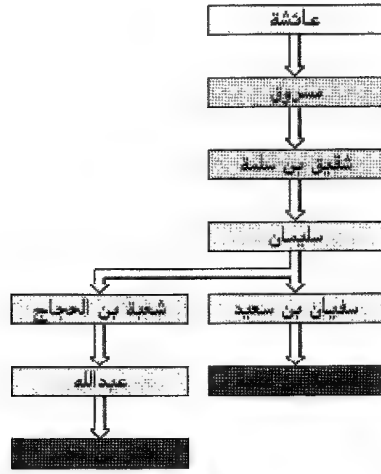 عائشة
مسروق
شقيق بن سلمة
سليمان
سفيان بن سعيد
شعبة بن الحجاج
عبدالله